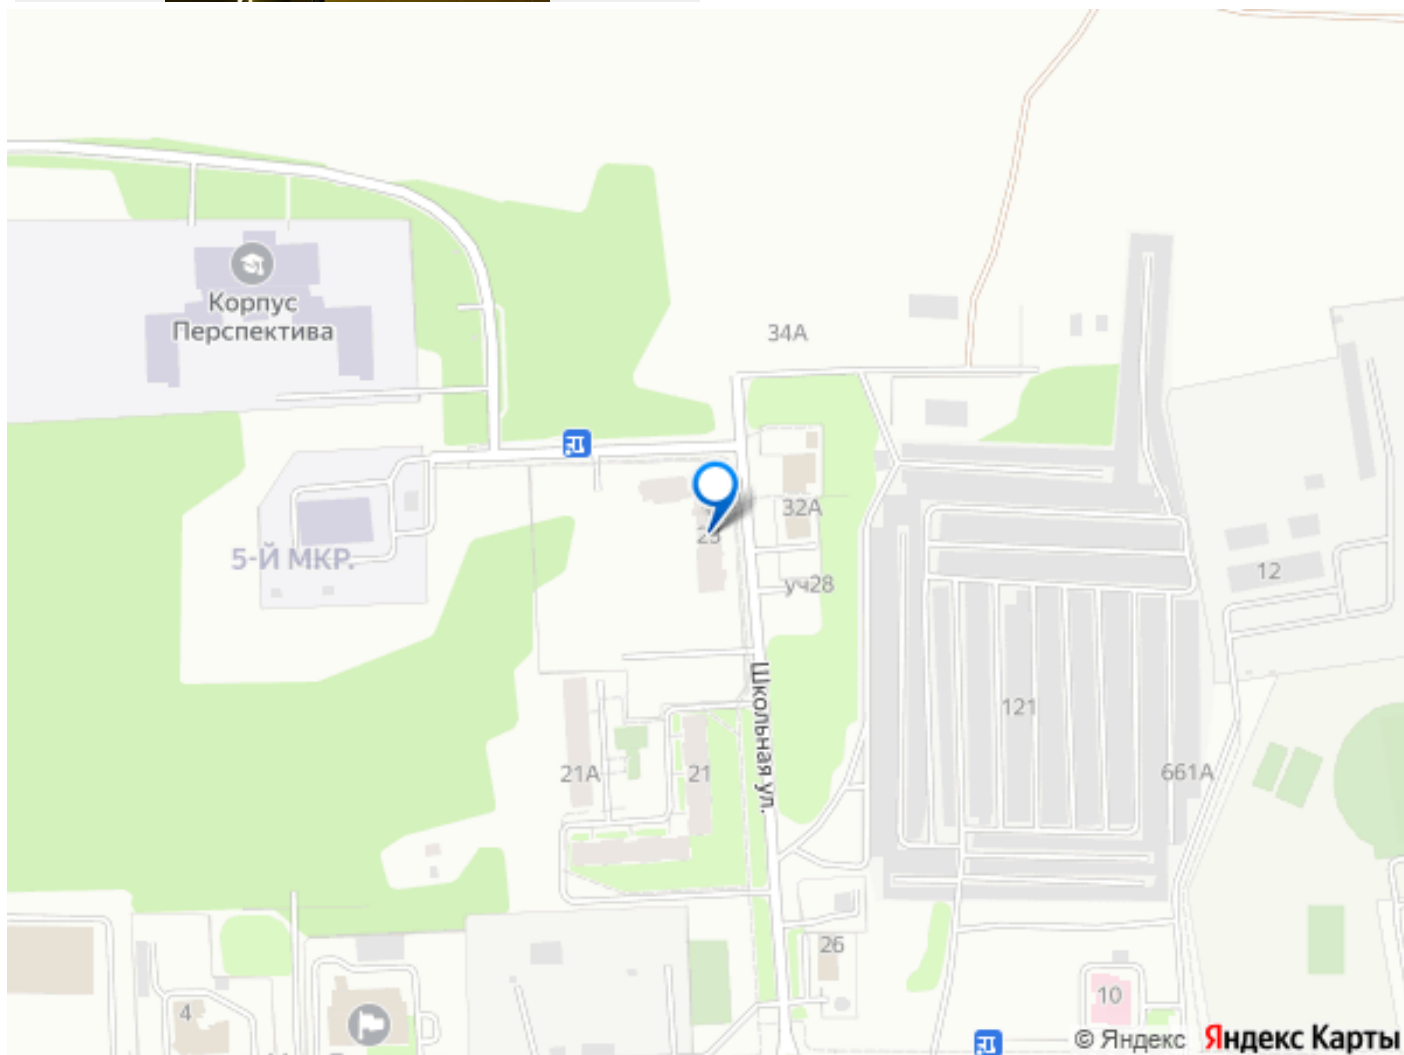 Корпус
Перспектива
34А
32А
5-Й МКР.
23
уч28
12
Школьная ул.
121
21А
21
661А
26
4
10
© Яндекс
Яндекс Карты